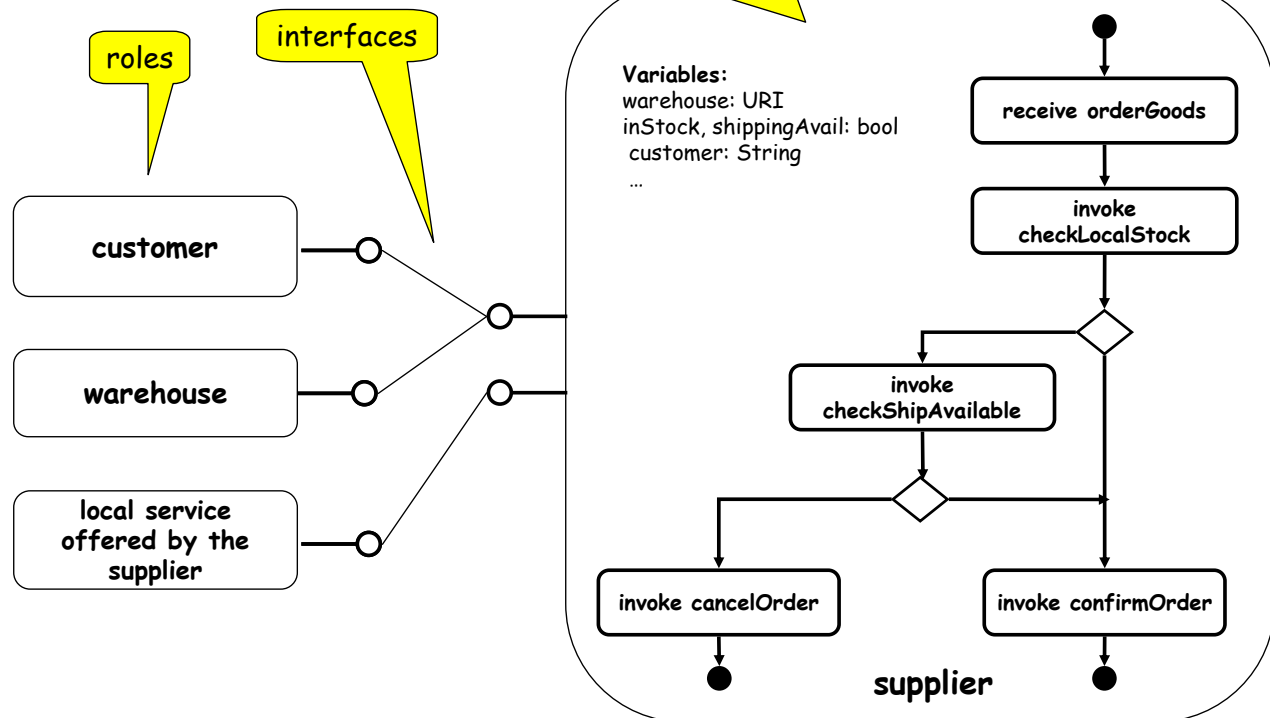 roles
interfaces
customer
warehouse
local service
offered by the
supplier
Variables:
warehouse: URI
inStock, shippingAvail: bool
customer: String
…
receive orderGoods
invoke
checkLocalStock
invoke
checkShipAvailable
invoke cancelOrder
invoke confirmOrder
supplier